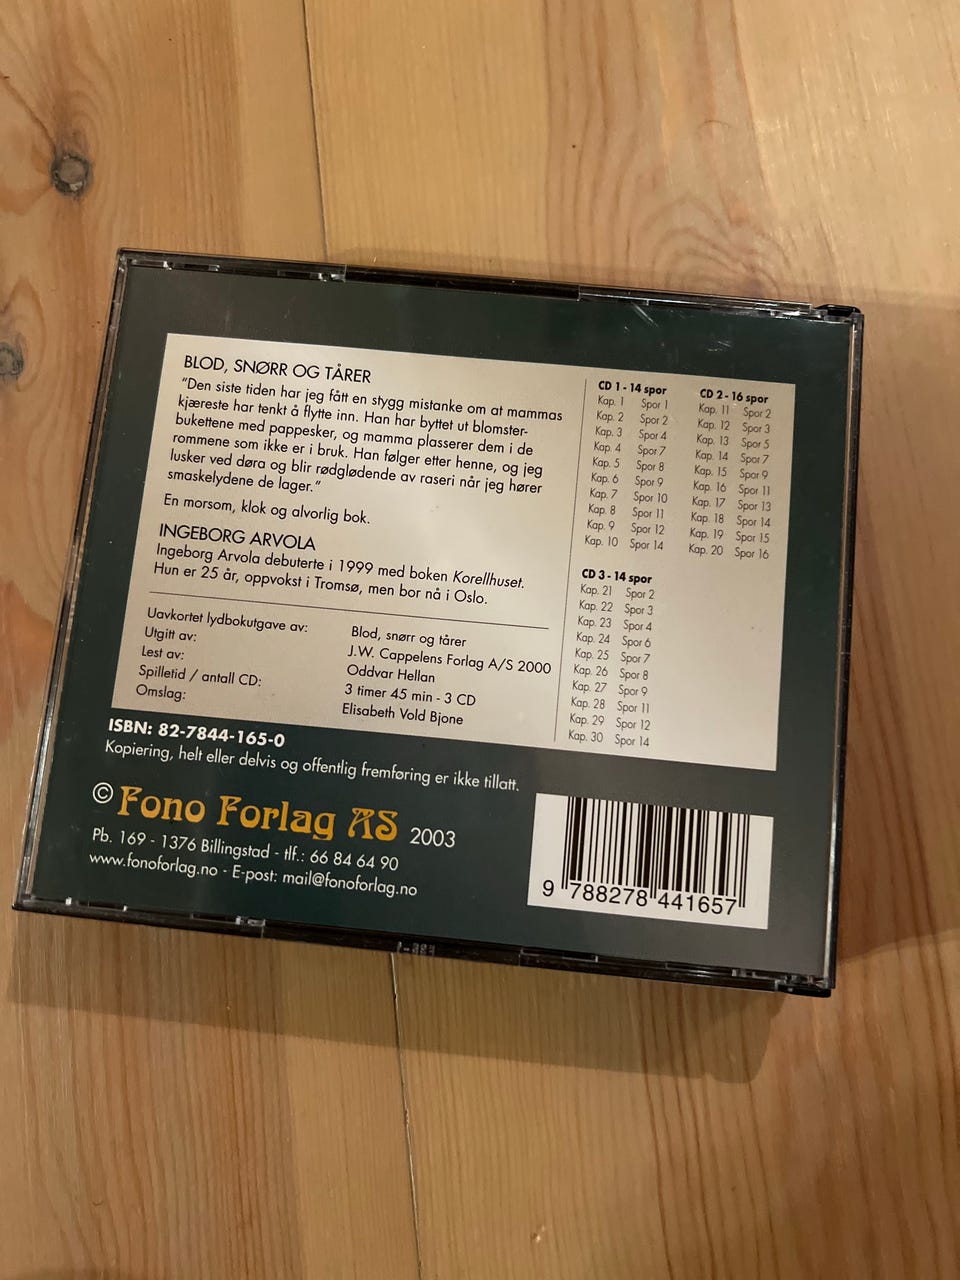 BLOD, SNØRR OG TÅRER
"Den siste tiden har jeg fått en stygg mistanke om at mammas
kjæreste har tenkt å flytte inn. Han har byttet ut blomster-
bukettene med pappesker, og mamma plasserer dem i de
rommene som ikke er i bruk. Han følger etter henne, og jeg
lusker ved døra og blir rødglødende av raseri når jeg hører
smaskelydene de lager."
En morsom, klok og alvorlig bok.
INGEBORG ARVOLA
Ingeborg Arvola debuterte i 1999 med boken Korellhuset.
Hun er 25 år, oppvokst i Tromsø, men bor nå i Oslo.
Uavkortet lydbokutgave av: Blod, snørr og tårer
Utgitt av: J.W. Cappelens Forlag A/S 2000
Lest av: Oddvar Hellan
Spilletid / antall CD: 3 timer 45 min - 3 CD
Omslag: Elisabeth Vold Bjone
CD 1 - 14 spor
Kap. 1 Spor 1
Kap. 2 Spor 2
Kap. 3 Spor 4
Kap. 4 Spor 7
Kap. 5 Spor 8
Kap. 6 Spor 9
Kap. 7 Spor 10
Kap. 8 Spor 11
Kap. 9 Spor 12
Kap. 10 Spor 14
CD 2 - 16 spor
Kap. 11 Spor 2
Kap. 12 Spor 3
Kap. 13 Spor 5
Kap. 14 Spor 7
Kap. 15 Spor 9
Kap. 16 Spor 11
Kap. 17 Spor 13
Kap. 18 Spor 14
Kap. 19 Spor 15
Kap. 20 Spor 16
CD 3 - 14 spor
Kap. 21 Spor 2
Kap. 22 Spor 3
Kap. 23 Spor 4
Kap. 24 Spor 6
Kap. 25 Spor 7
Kap. 26 Spor 8
Kap. 27 Spor 9
Kap. 28 Spor 11
Kap. 29 Spor 12
Kap. 30 Spor 14
ISBN: 82-7844-165-0
Kopiering, helt eller delvis og offentlig fremføring er ikke tillatt.
© Fono Forlag AS 2003
Pb. 169 - 1376 Billingstad - tlf.: 66 84 64 90
www.fonoforlag.no - E-post: mail@fonoforlag.no
9 788278 441657